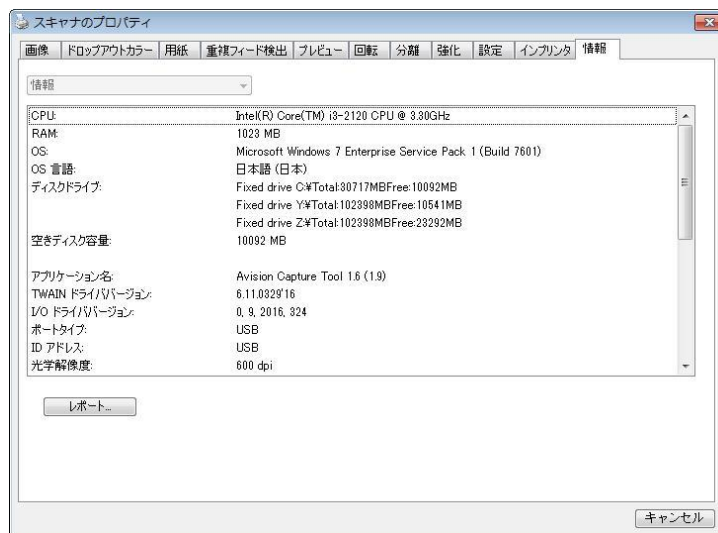 スキャナのプロパティ
画像 ドロップアウトカラー 用紙 重複フィード検出 プレビュー 回転 分離 強化 設定 インプリンタ 情報
情報
CPU: Intel(R) Core(TM) i3-2120 CPU @ 3.30GHz
RAM: 1023 MB
OS: Microsoft Windows 7 Enterprise Service Pack 1 (Build 7601)
OS 言語: 日本語 (日本)
ディスクドライブ: Fixed drive C:¥Total:30717MBFree:10092MB
Fixed drive Y:¥Total:102398MBFree:10541MB
Fixed drive Z:¥Total:102398MBFree:23292MB
空きディスク容量: 10092 MB
アプリケーション名: Avision Capture Tool 1.6 (1.9)
TWAIN ドライババージョン: 6.11.0329'16
I/O ドライババージョン: 0, 9, 2016, 324
ポートタイプ: USB
ID アドレス: USB
光学解像度: 600 dpi
レポート...
キャンセル